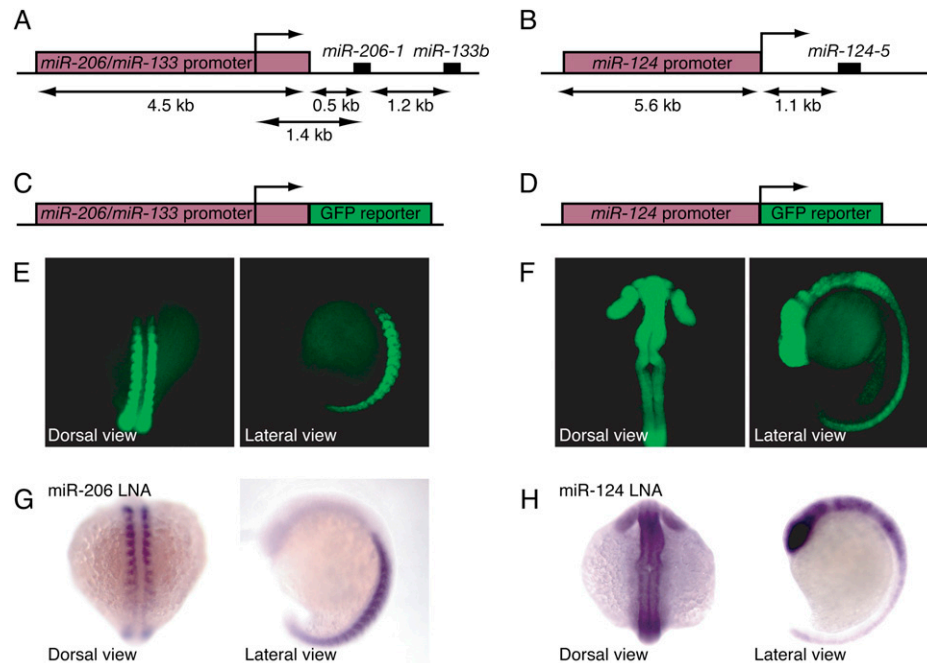 A
miR-206/miR-133 promoter
miR-206-1
miR-133b
4.5 kb
0.5 kb
1.2 kb
1.4 kb
B
miR-124 promoter
miR-124-5
5.6 kb
1.1 kb
C
miR-206/miR-133 promoter
GFP reporter
D
miR-124 promoter
GFP reporter
E
Dorsal view
Lateral view
F
Dorsal view
Lateral view
G
miR-206 LNA
Dorsal view
Lateral view
H
miR-124 LNA
Dorsal view
Lateral view